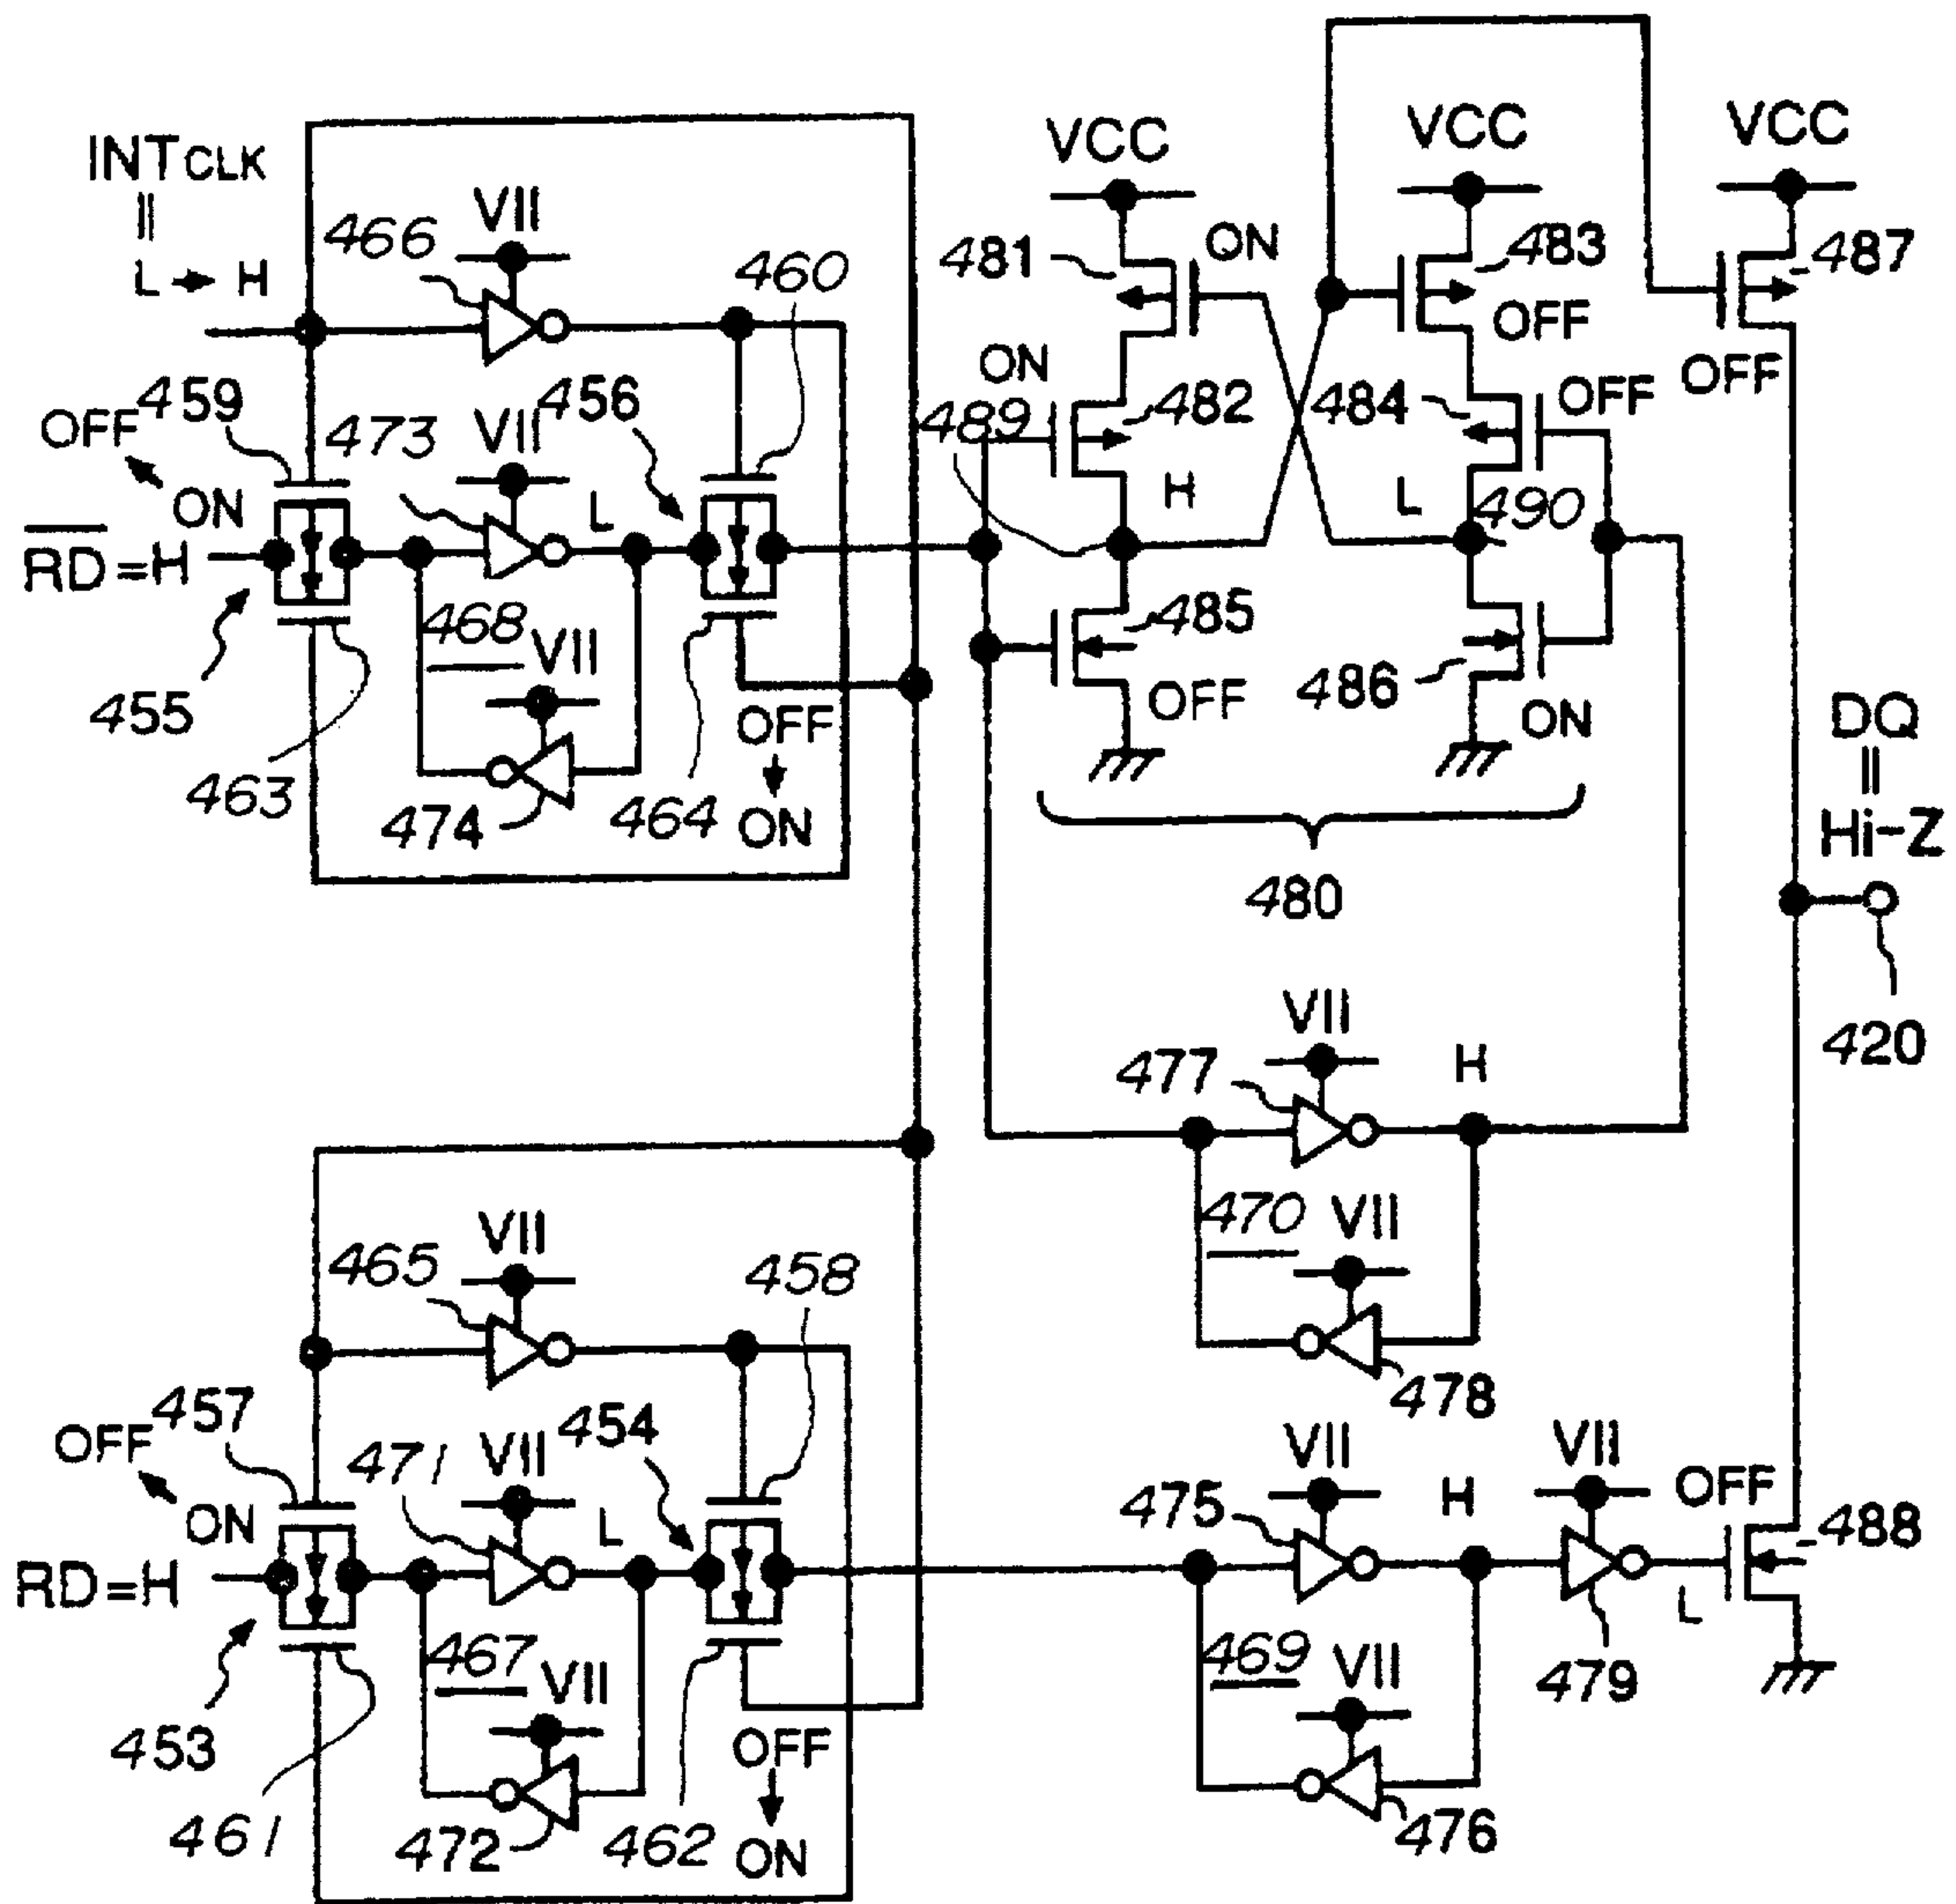 INTCLK
||
L → H
466
VII
460
VCC
481
ON
VCC
483
OFF
VCC
487
OFF
OFF
459
ON
473
VII
456
ON
489
482
484
OFF
H
L
490
L
RD=H
468
VII
455
463
474
464
OFF
ON
485
OFF
486
ON
480
DQ
||
Hi-Z
420
VII
477
H
470
VII
478
465
VII
458
OFF
457
ON
471
VII
L
454
RD=H
467
VII
453
461
472
462
OFF
ON
475
VII
H
VII
OFF
488
L
469
VII
479
476